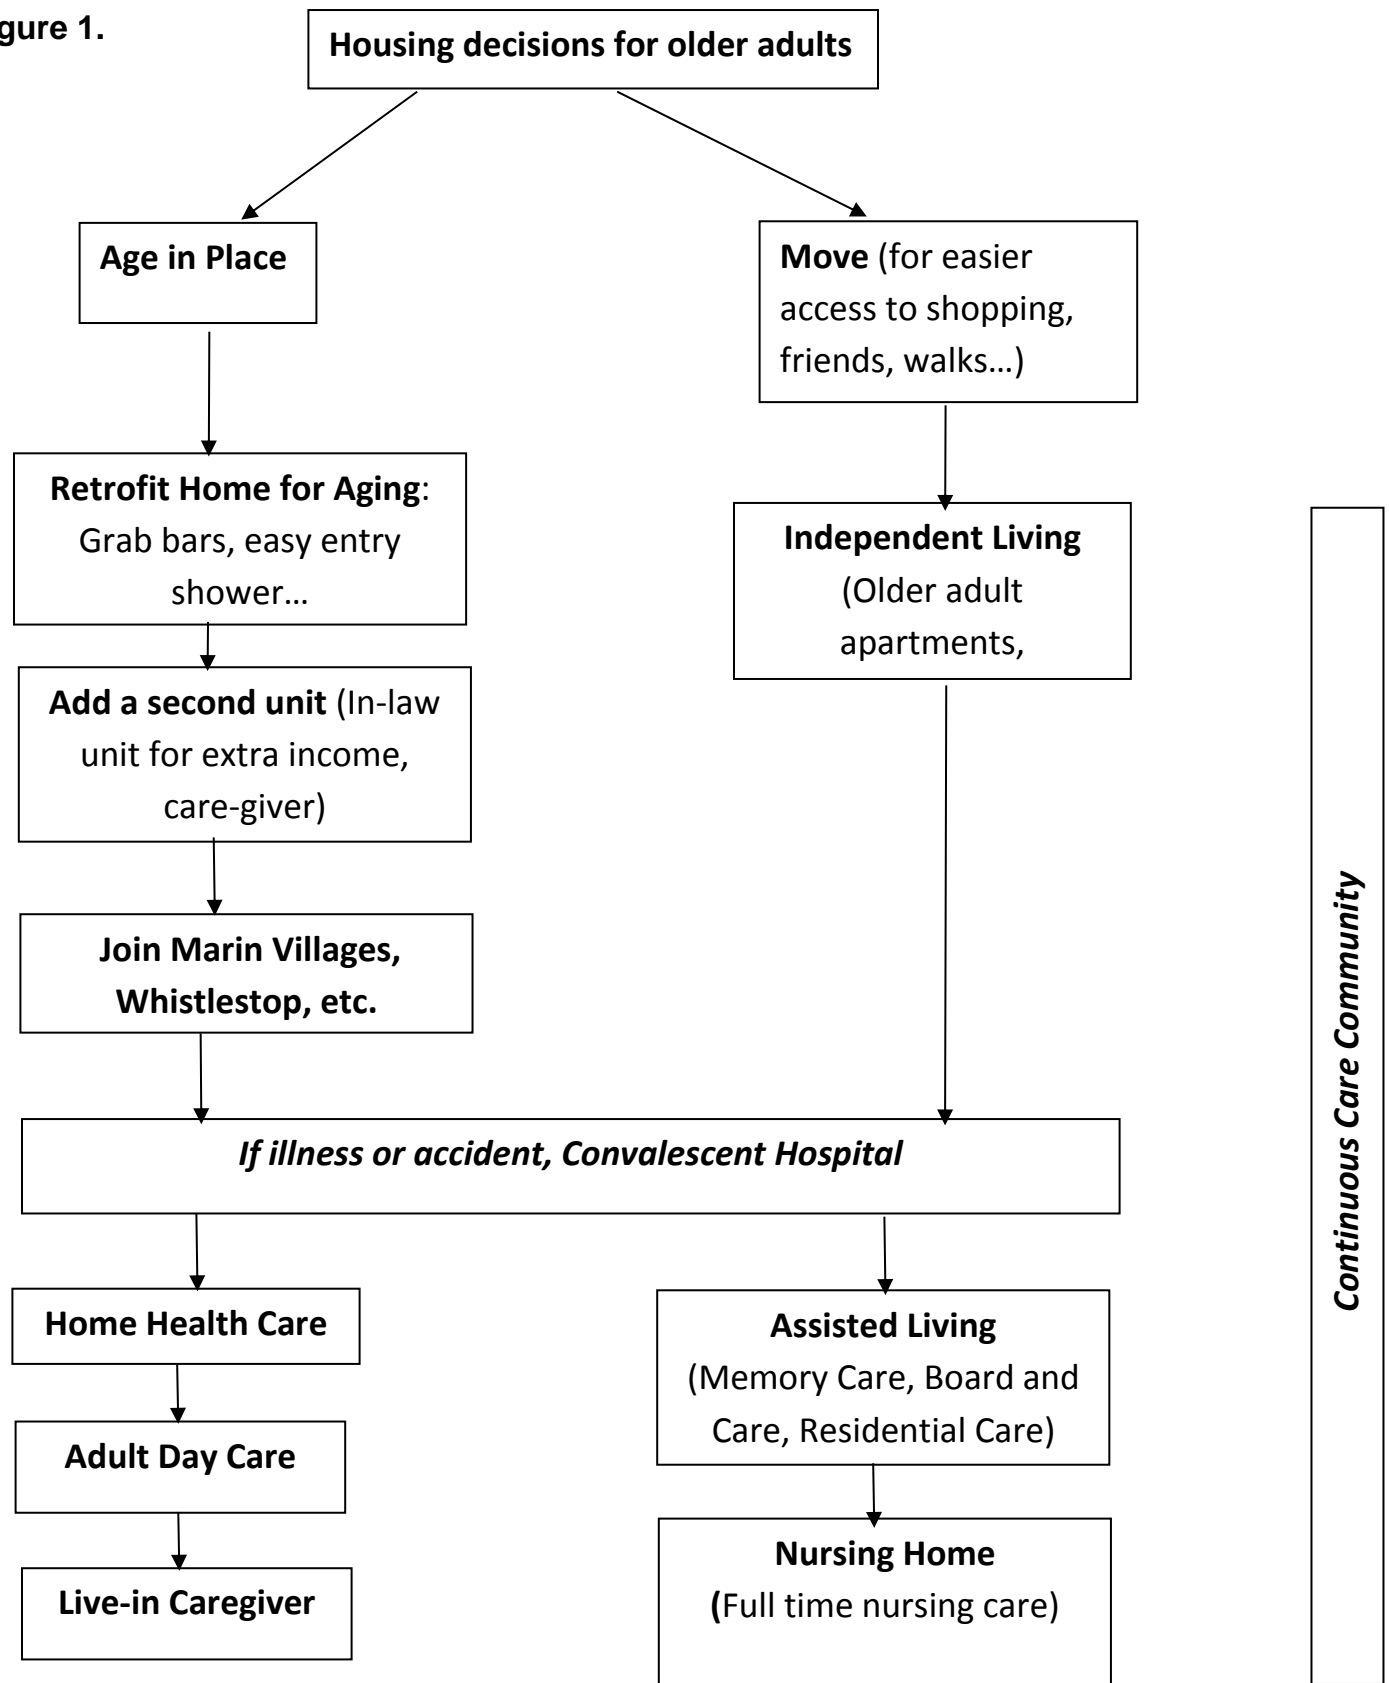 gure 1.
Housing decisions for older adults
Age in Place
Move (for easier
access to shopping,
friends, walks…)
Retrofit Home for Aging:
Grab bars, easy entry
shower…
Independent Living
(Older adult
apartments,
Add a second unit (In-law
unit for extra income,
care-giver)
Join Marin Villages,
Whistlestop, etc.
If illness or accident, Convalescent Hospital
Home Health Care
Assisted Living
(Memory Care, Board and
Care, Residential Care)
Adult Day Care
Nursing Home
(Full time nursing care)
Live-in Caregiver
Continuous Care Community